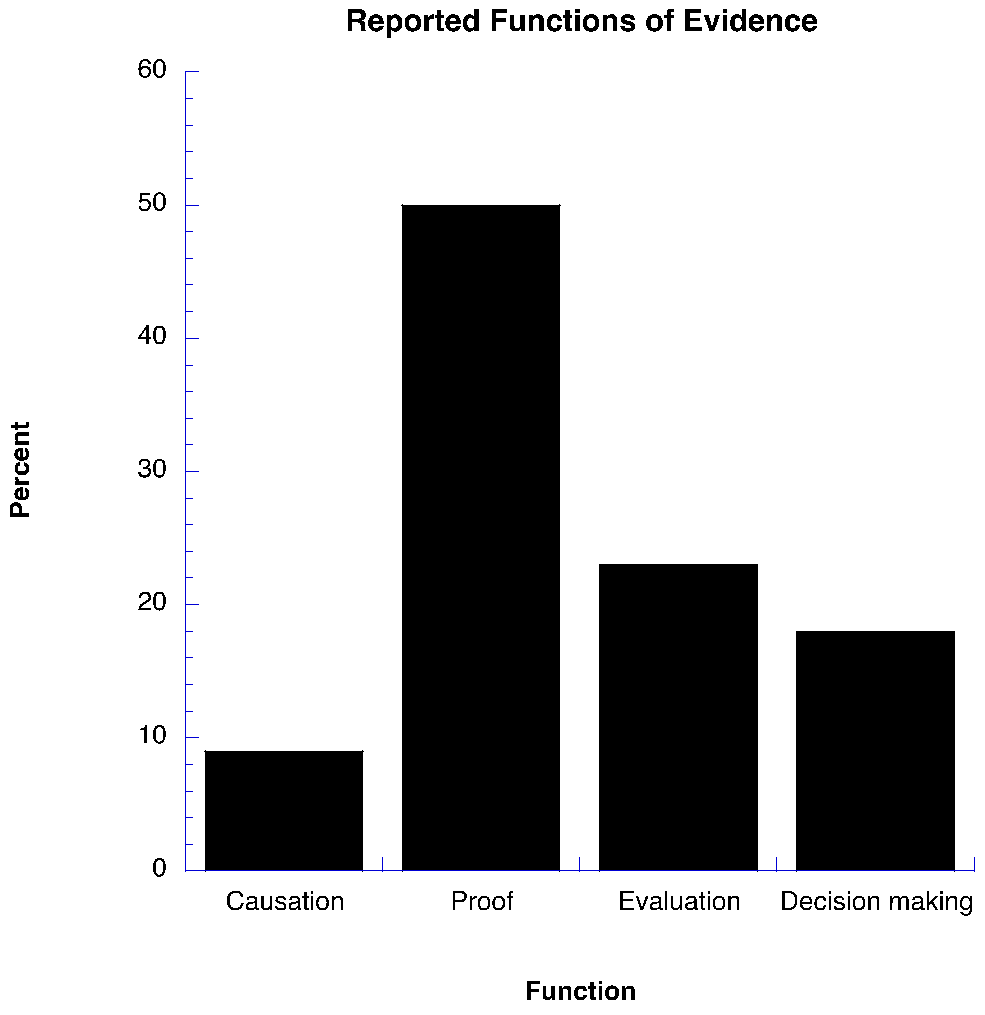 Reported Functions of Evidence
60
50
40
30
20
10
0
Percent
Causation Proof Evaluation Decision making
Function